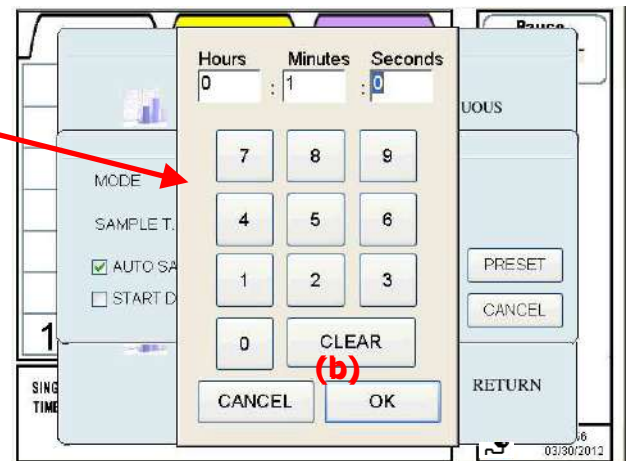 Pause
Hours Minutes Seconds
0 : 1 : 0
UOUS
7 8 9
MODE
SAMPLE T.
4 5 6
AUTO SA
PRESET
1 2 3
START D
CANCEL
1
0 CLEAR
(b)
SING
TIME
CANCEL OK
RETURN
03/30/2012